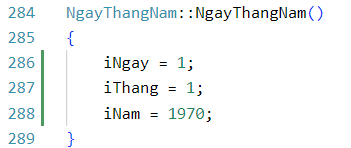 284 NgayThangNam::NgayThangNam()
285 {
286     iNgay = 1;
287     iThang = 1;
288     iNam = 1970;
289 }